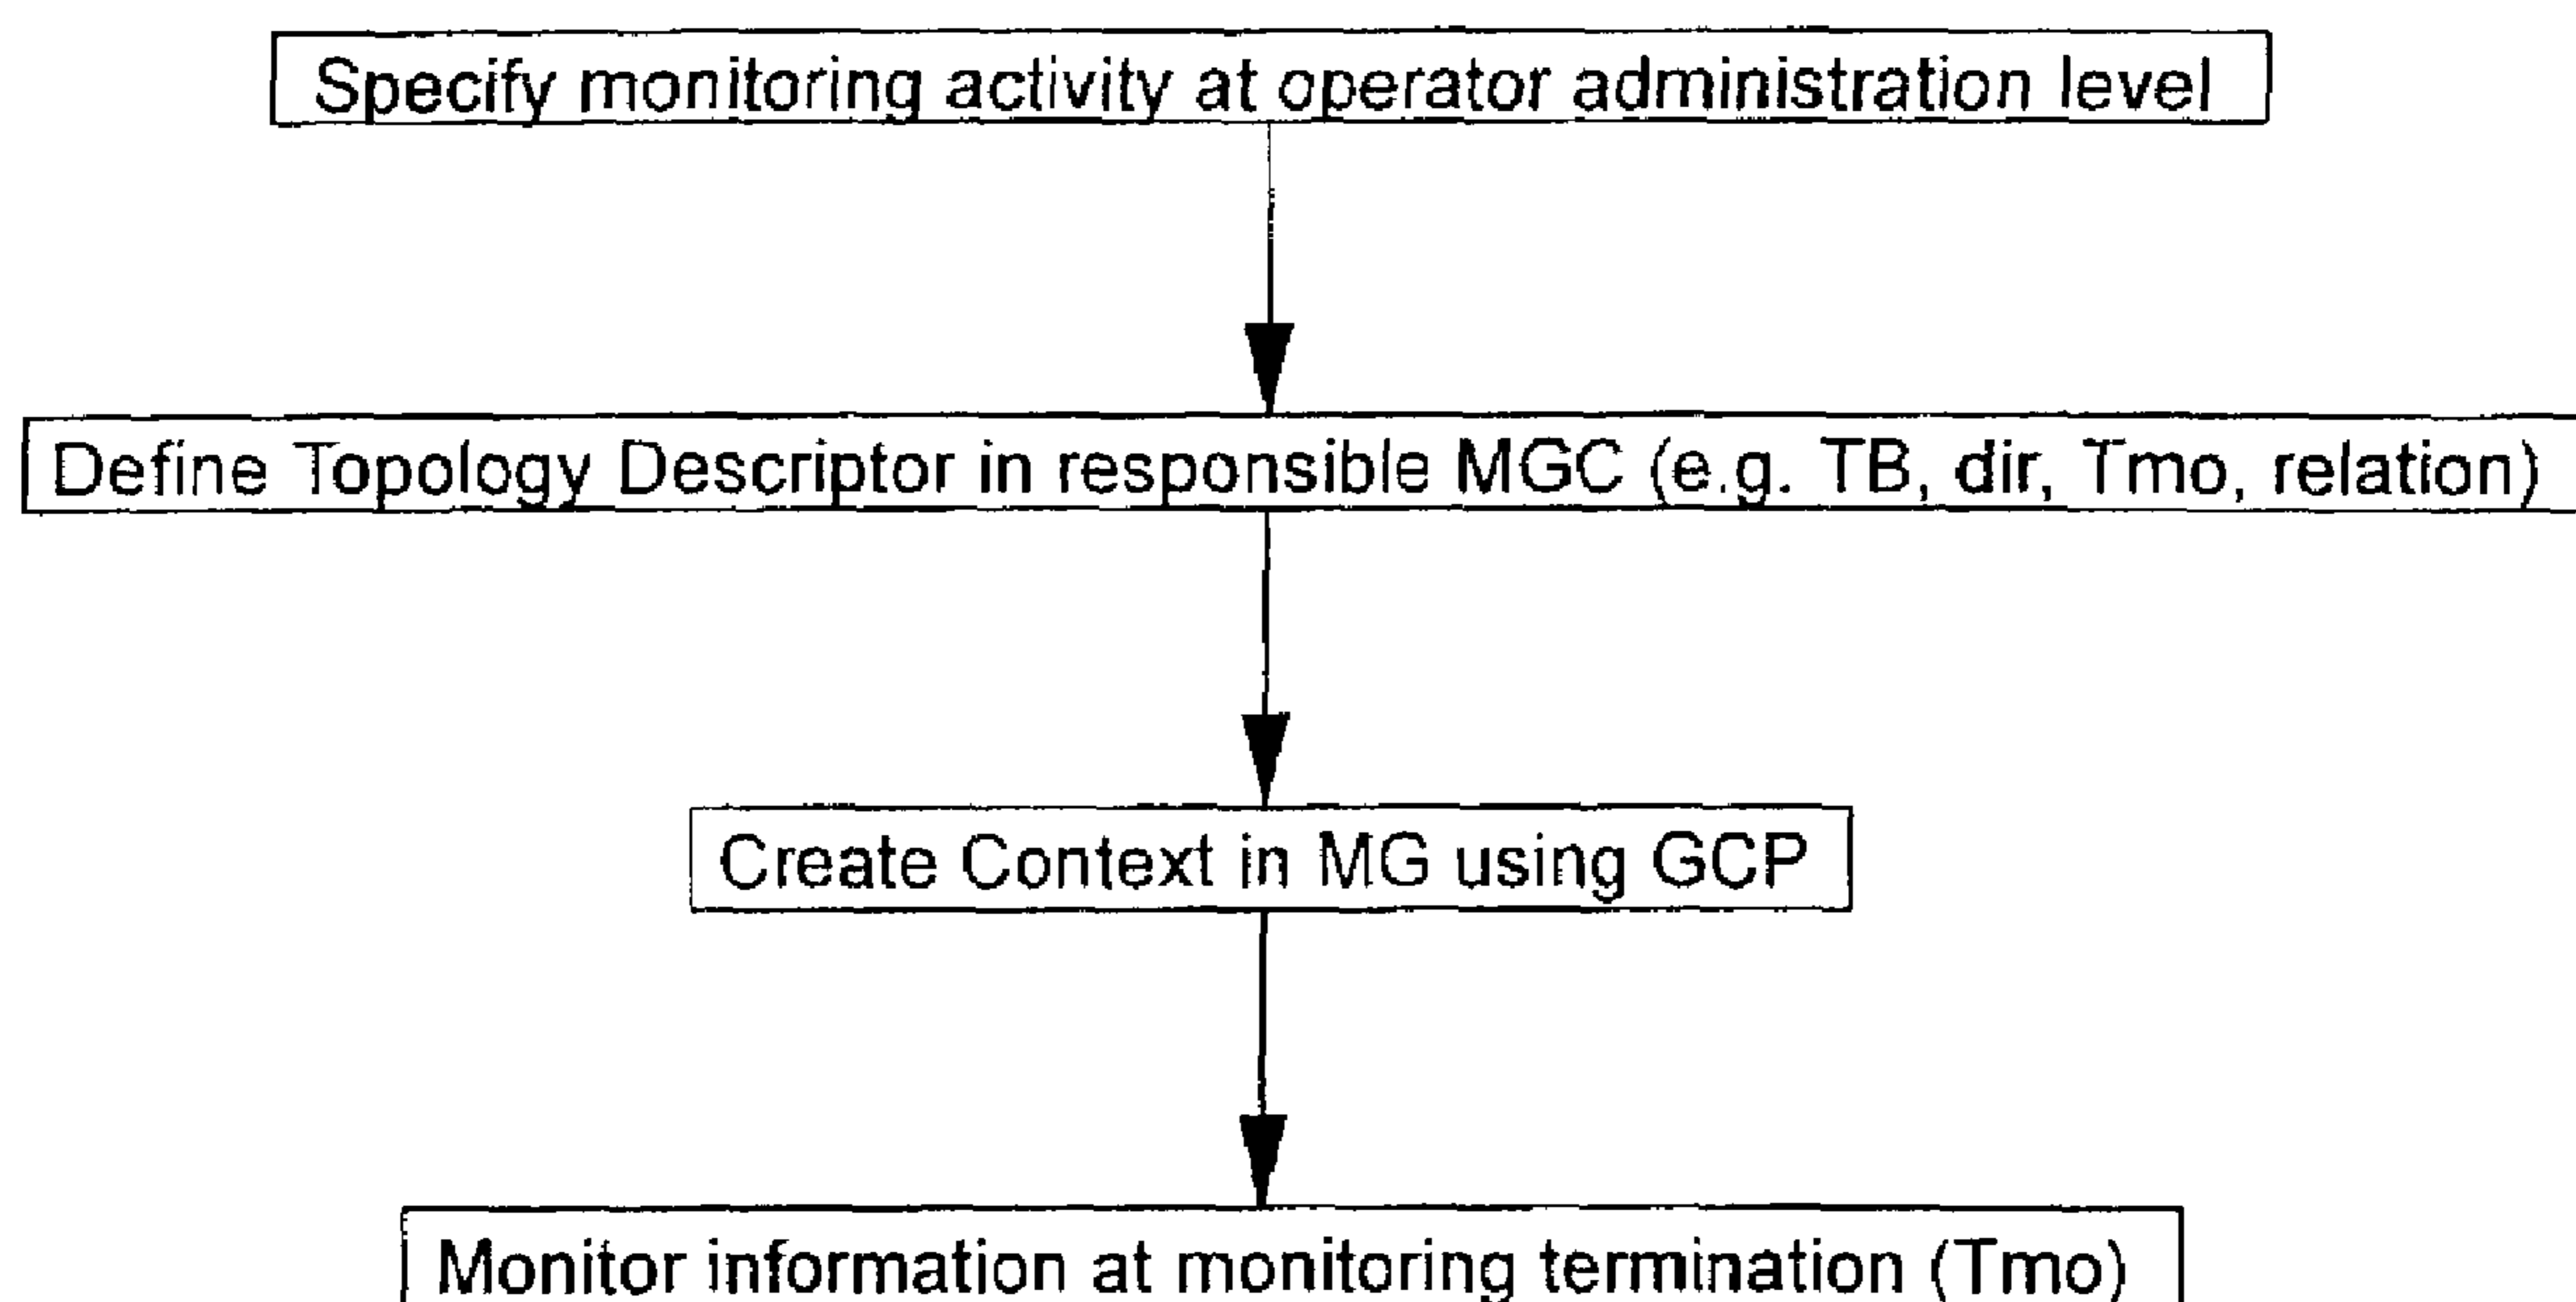 Specify monitoring activity at operator administration level
Define Topology Descriptor in responsible MGC (e.g. TB, dir, Tmo, relation)
Create Context in MG using GCP
Monitor information at monitoring termination (Tmo)